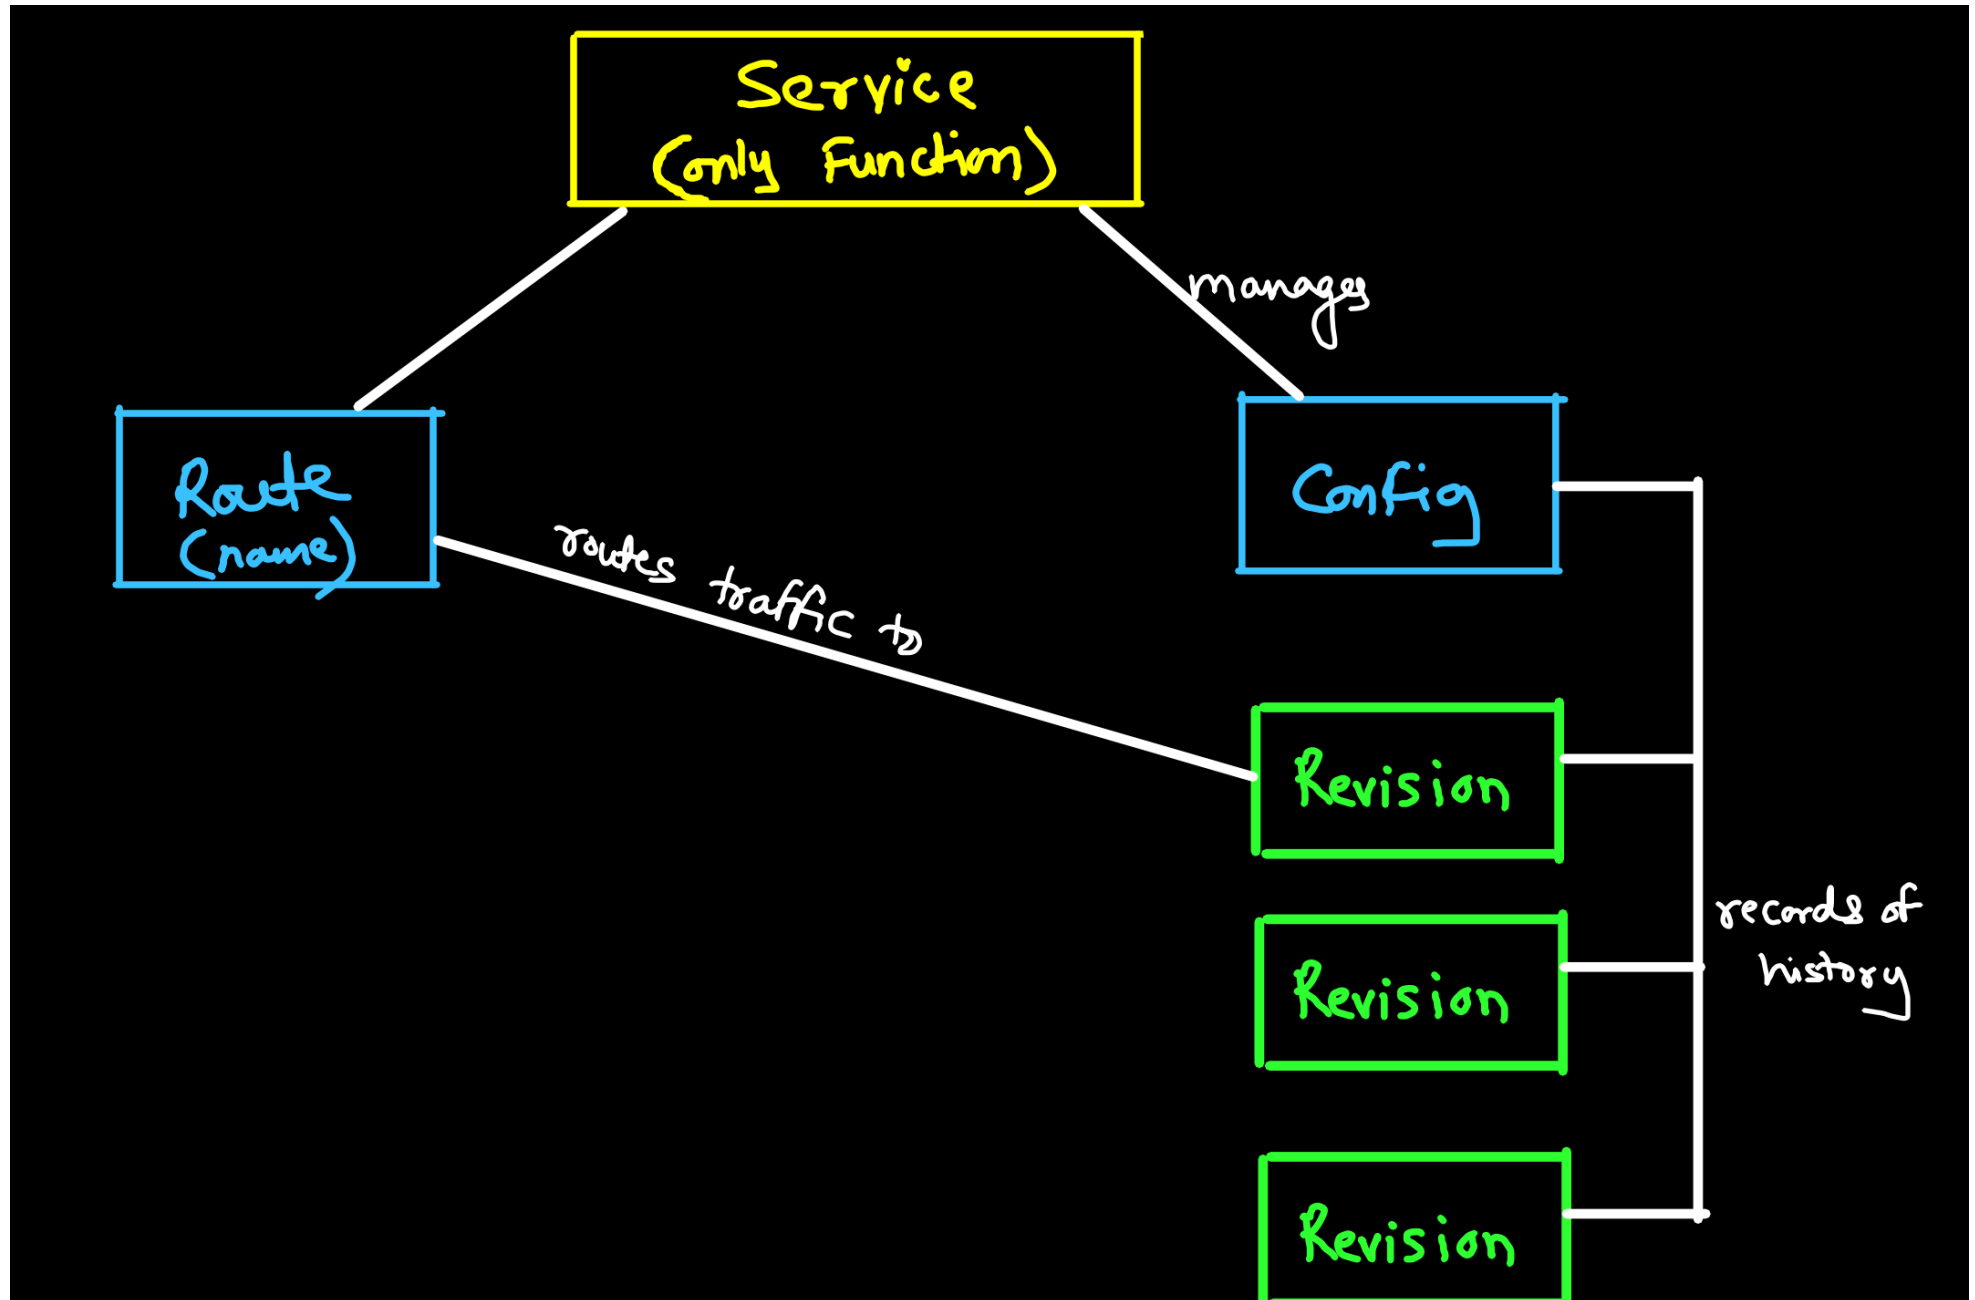 Service
(only Function)
manages
Route
(name)
Config
routes traffic to
Revision
Revision
records of
history
Revision